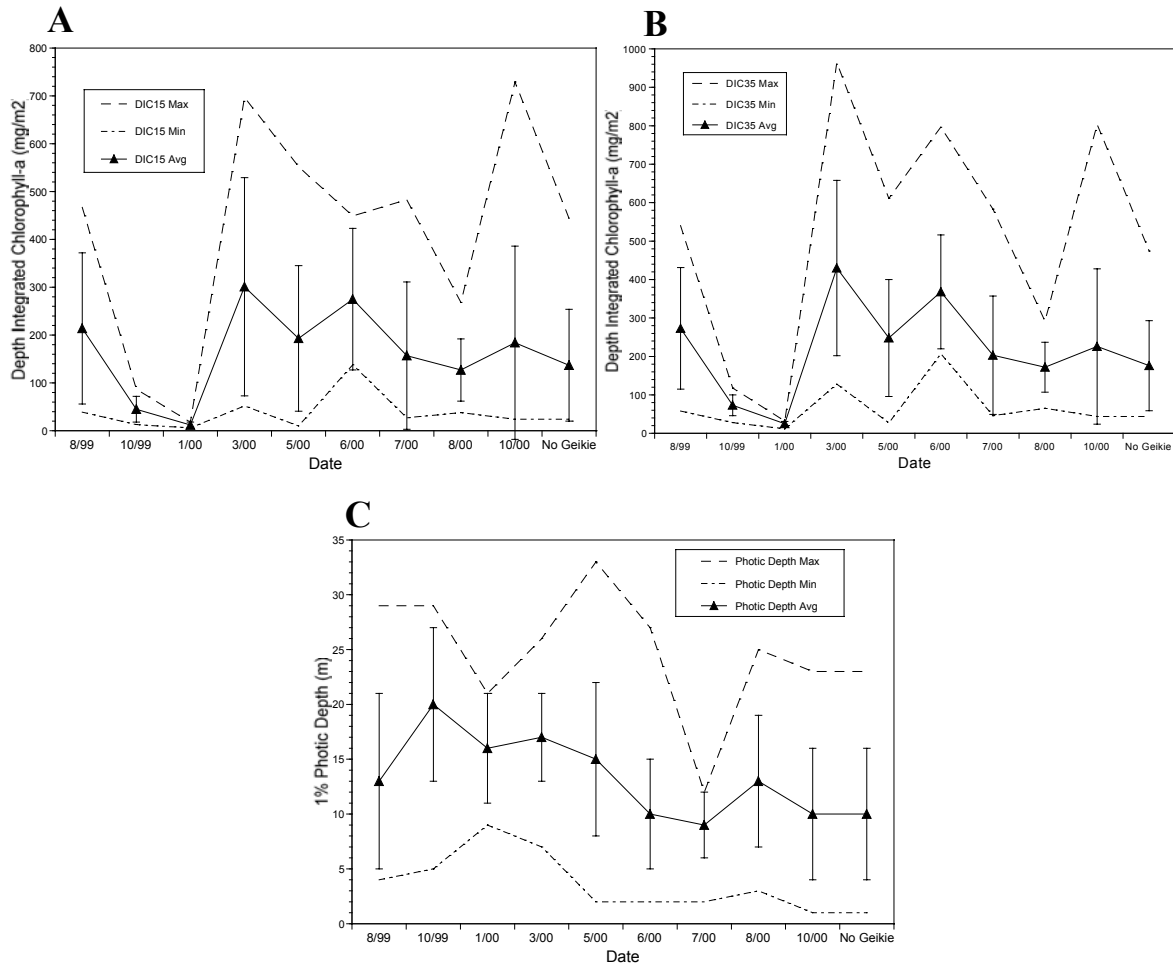 A
Depth Integrated Chlorophyll-a (mg/m2)
800
700
600
500
400
300
200
100
0
DIC15 Max
DIC15 Min
DIC15 Avg
8/99 10/99 1/00 3/00 5/00 6/00 7/00 8/00 10/00 No Geikie
Date
B
Depth Integrated Chlorophyll-a (mg/m2)
1000
900
800
700
600
500
400
300
200
100
0
DIC35 Max
DIC35 Min
DIC35 Avg
8/99 10/99 1/00 3/00 5/00 6/00 7/00 8/00 10/00 No Geikie
Date
C
1% Photic Depth (m)
35
30
25
20
15
10
5
0
Photic Depth Max
Photic Depth Min
Photic Depth Avg
8/99 10/99 1/00 3/00 5/00 6/00 7/00 8/00 10/00 No Geikie
Date